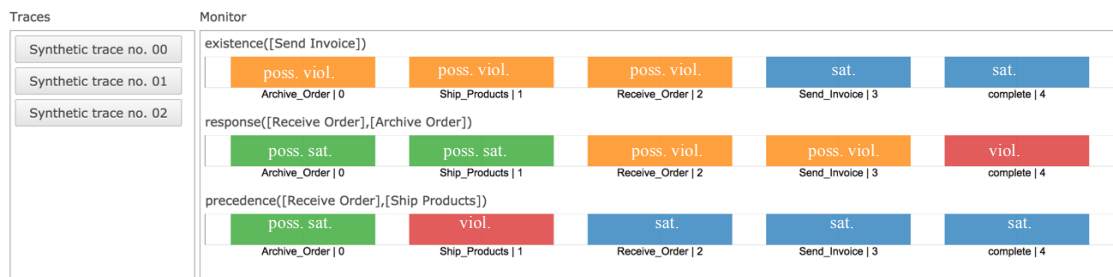 Traces
Monitor
Synthetic trace no. 00
Synthetic trace no. 01
Synthetic trace no. 02
existence([Send Invoice])
poss. viol. poss. viol. poss. viol. sat. sat.
Archive_Order | 0 Ship_Products | 1 Receive_Order | 2 Send_Invoice | 3 complete | 4
response([Receive Order],[Archive Order])
poss. sat. poss. sat. poss. viol. poss. viol. viol.
Archive_Order | 0 Ship_Products | 1 Receive_Order | 2 Send_Invoice | 3 complete | 4
precedence([Receive Order],[Ship Products])
poss. sat. viol. sat. sat. sat.
Archive_Order | 0 Ship_Products | 1 Receive_Order | 2 Send_Invoice | 3 complete | 4